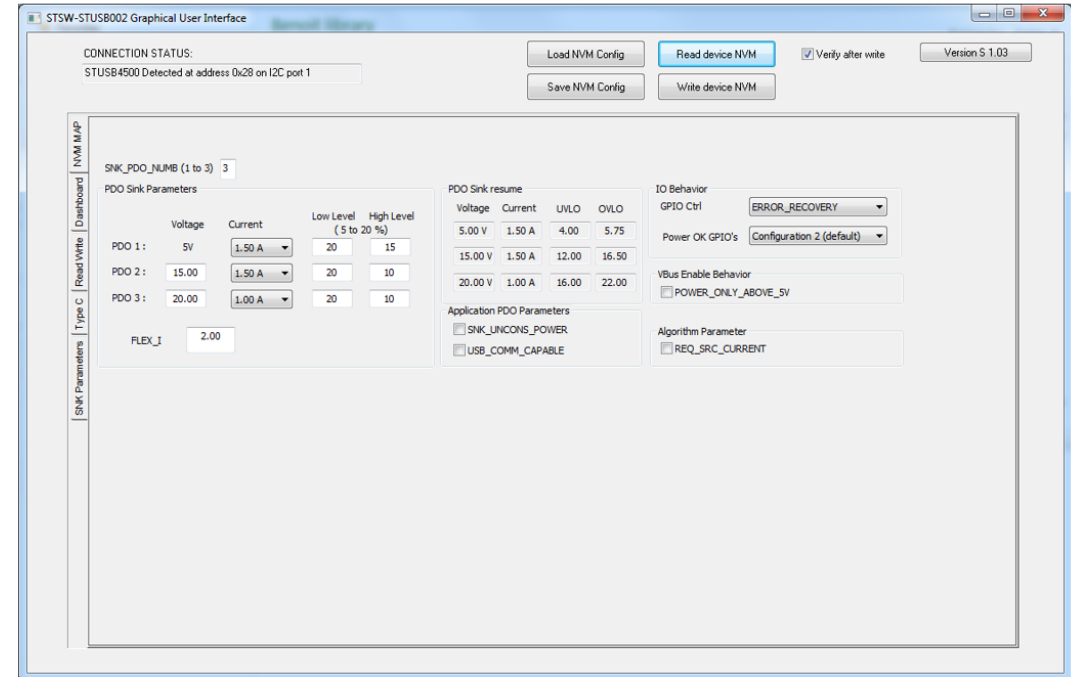 STSW-STUSB002 Graphical User Interface
CONNECTION STATUS:
STUSB4500 Detected at address 0x28 on I2C port 1
Load NVM Config
Read device NVM
Verify after write
Version S 1.03
Save NVM Config
Write device NVM
NVM MAP
Dashboard
Read Write
Type C
SNK Parameters
SNK_PDO_NUMB (1 to 3) 3
PDO Sink Parameters
Voltage Current Low Level High Level
( 5 to 20 %)
PDO 1 : 5V 1.50 A 20 15
PDO 2 : 15.00 1.50 A 20 10
PDO 3 : 20.00 1.00 A 20 10
FLEX_I 2.00
PDO Sink resume
Voltage Current UVLO OVLO
5.00 V 1.50 A 4.00 5.75
15.00 V 1.50 A 12.00 16.50
20.00 V 1.00 A 16.00 22.00
Application PDO Parameters
SNK_UNCONS_POWER
USB_COMM_CAPABLE
IO Behavior
GPIO Ctrl ERROR_RECOVERY
Power OK GPIO's Configuration 2 (default)
VBus Enable Behavior
POWER_ONLY_ABOVE_5V
Algorithm Parameter
REQ_SRC_CURRENT